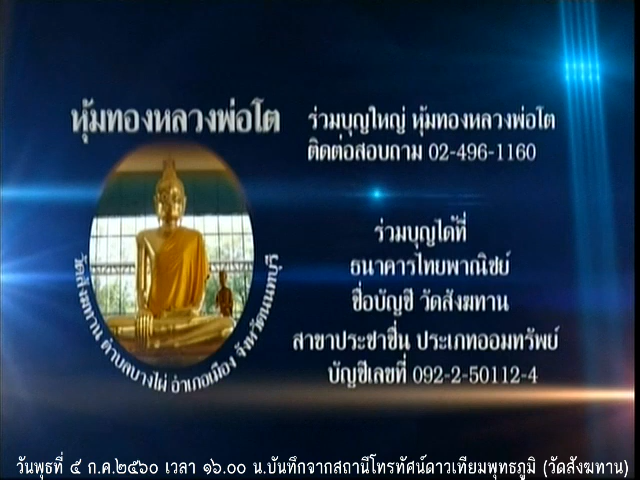 หุ้มทองหลวงพ่อโต
วัดสังฆทาน ตำบลบางไผ่ อำเภอเมือง จังหวัดนนทบุรี
ร่วมบุญใหญ่ หุ้มทองหลวงพ่อโต
ติดต่อสอบถาม 02-496-1160
ร่วมบุญได้ที่
ธนาคารไทยพาณิชย์
ชื่อบัญชี วัดสังฆทาน
สาขาประชาชื่น ประเภทออมทรัพย์
บัญชีเลขที่ 092-2-50112-4
วันพุธที่ ๕ ก.ค.๒๕๖๐ เวลา ๑๖.๐๐ น.บันทึกจากสถานีโทรทัศน์ดาวเทียมพุทธภูมิ (วัดสังฆทาน)